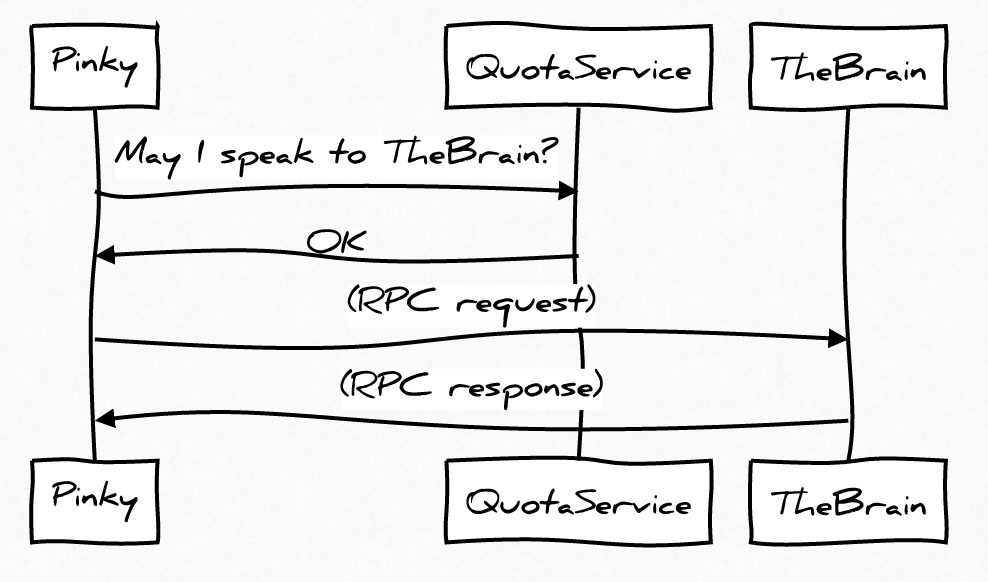 Pinky
QuotaService
TheBrain
May I speak to TheBrain?
OK
(RPC request)
(RPC response)
Pinky
QuotaService
TheBrain